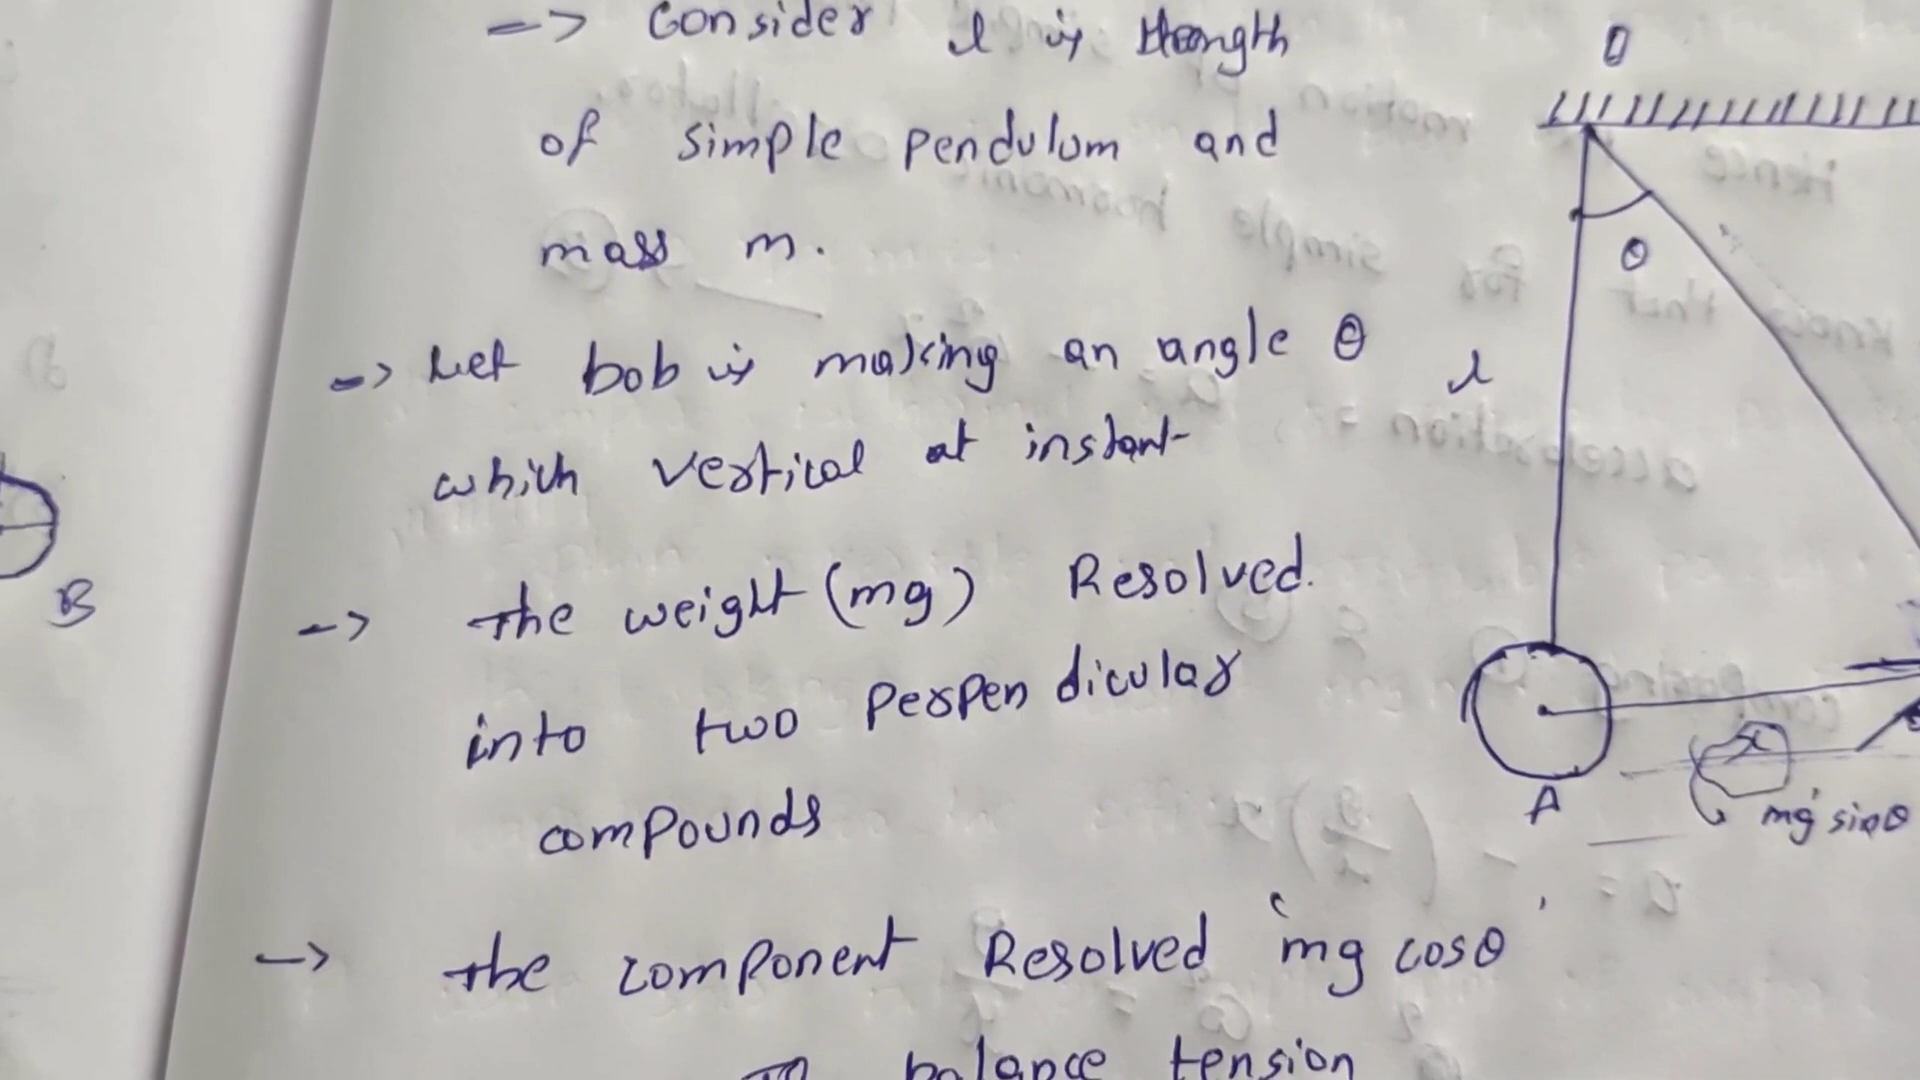 -> Consider l is length
of simple pendulum and
mass m.
-> Let bob is making an angle θ
which vertical at instant
-> the weight (mg) Resolved.
into two perpendicular
compounds
-> the component Resolved 'mg cosθ'
balance tension
O
θ
l
A
x
mg sinθ
B